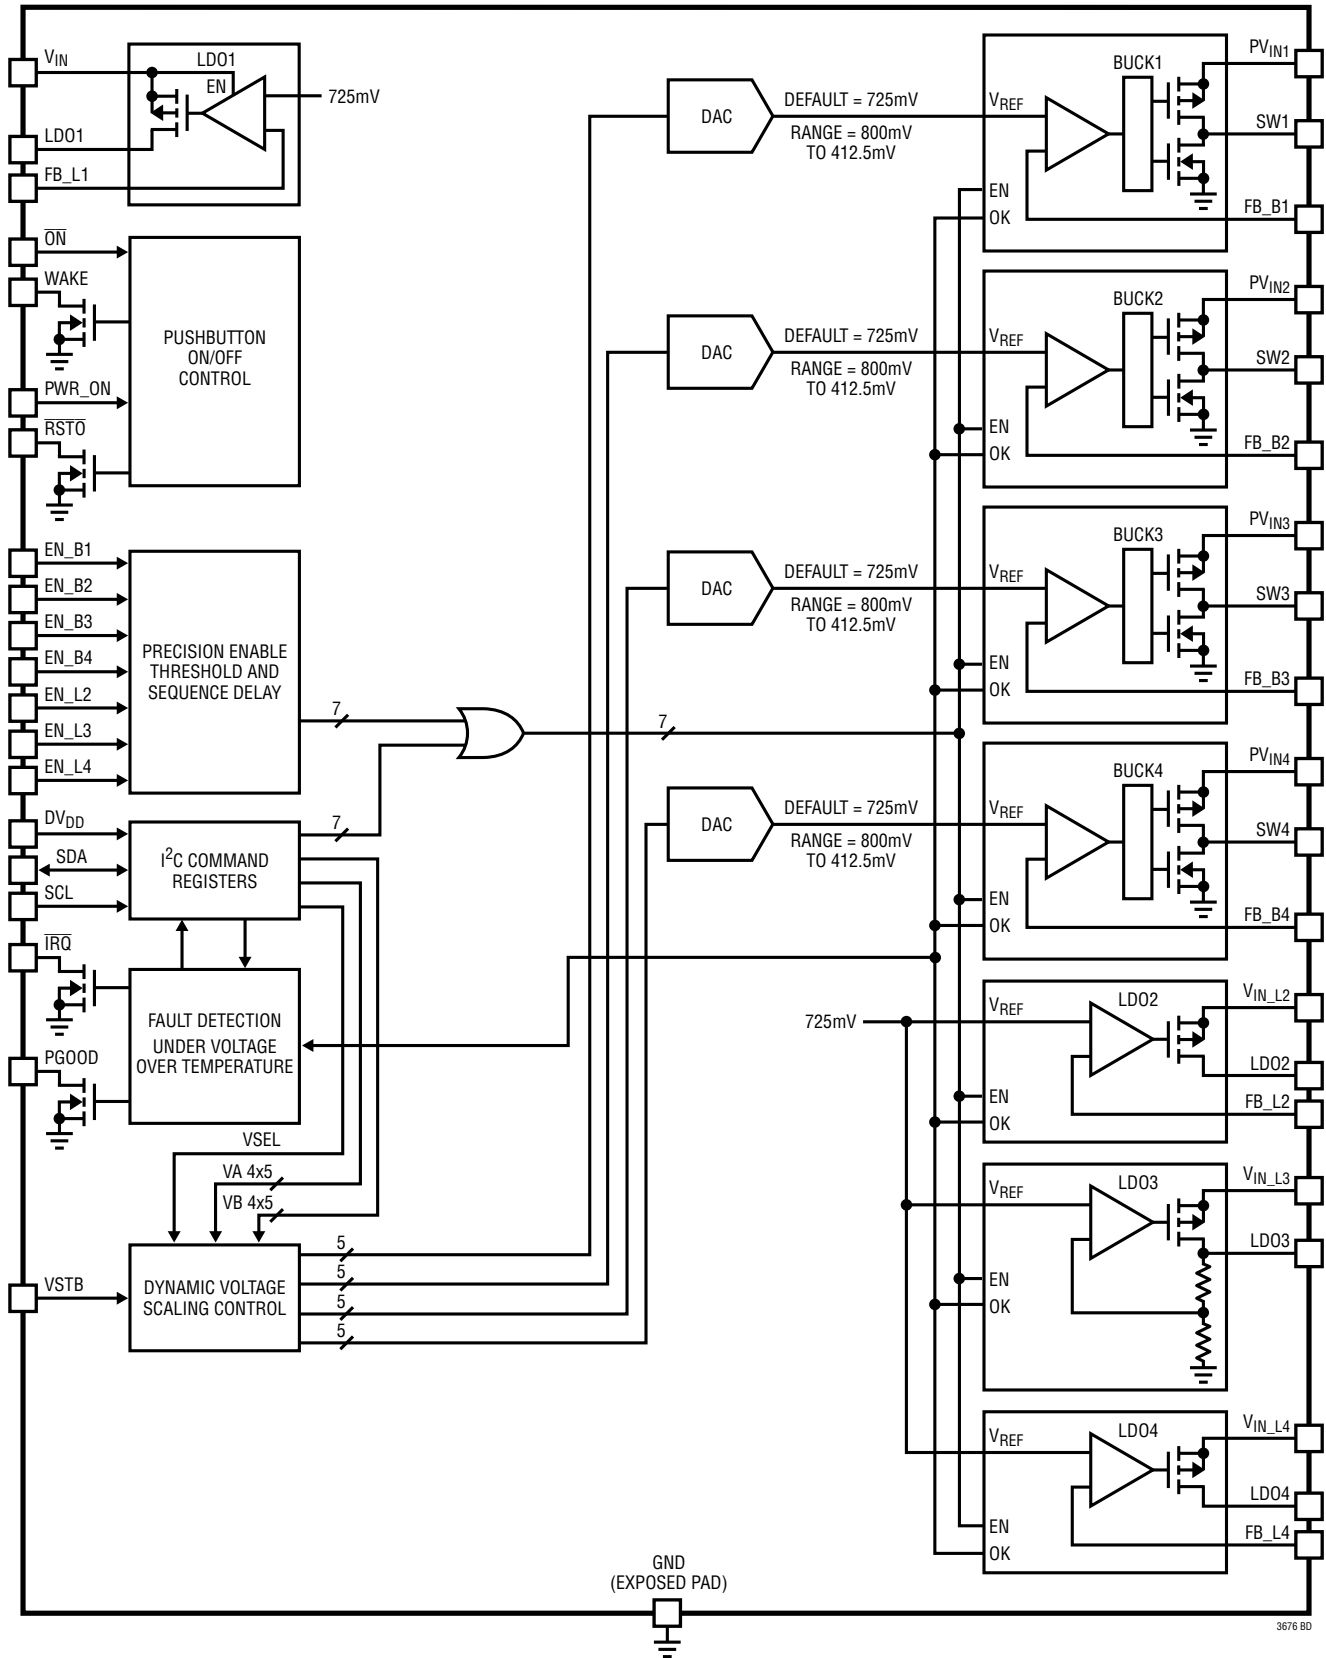 VIN
LDO1
EN
725mV
LDO1
FB_L1
ON
WAKE
PUSHBUTTON
ON/OFF
CONTROL
PWR_ON
RSTO
EN_B1
EN_B2
EN_B3
EN_B4
EN_L2
EN_L3
EN_L4
PRECISION ENABLE
THRESHOLD AND
SEQUENCE DELAY
7
7
7
DVDD
SDA
SCL
I2C COMMAND
REGISTERS
IRQ
PGOOD
FAULT DETECTION
UNDER VOLTAGE
OVER TEMPERATURE
VSEL
VA 4x5
VB 4x5
VSTB
DYNAMIC VOLTAGE
SCALING CONTROL
5
5
5
5
DAC
DEFAULT = 725mV
RANGE = 800mV
TO 412.5mV
VREF
BUCK1
EN
OK
PVIN1
SW1
FB_B1
DAC
DEFAULT = 725mV
RANGE = 800mV
TO 412.5mV
VREF
BUCK2
EN
OK
PVIN2
SW2
FB_B2
DAC
DEFAULT = 725mV
RANGE = 800mV
TO 412.5mV
VREF
BUCK3
EN
OK
PVIN3
SW3
FB_B3
DAC
DEFAULT = 725mV
RANGE = 800mV
TO 412.5mV
VREF
BUCK4
EN
OK
PVIN4
SW4
FB_B4
725mV
VREF
LDO2
EN
OK
VIN_L2
LDO2
FB_L2
VREF
LDO3
EN
OK
VIN_L3
LDO3
VREF
LDO4
EN
OK
VIN_L4
LDO4
FB_L4
GND
(EXPOSED PAD)
3676 BD